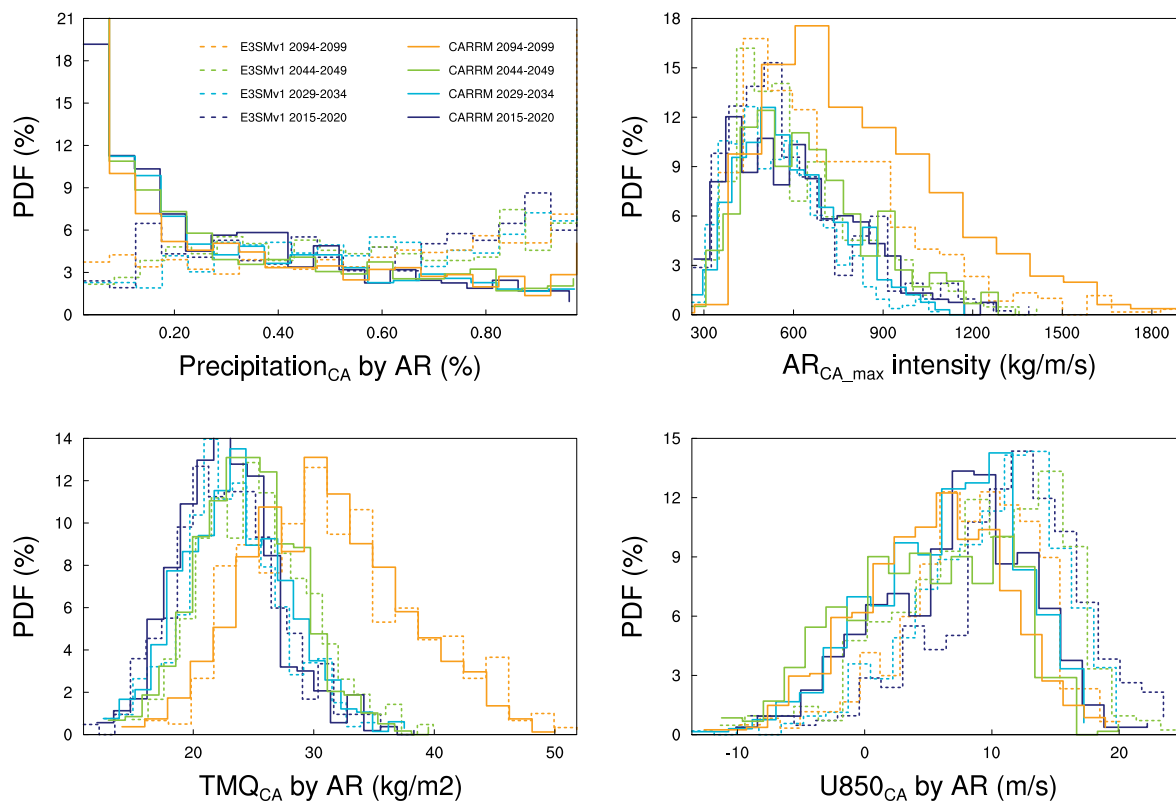 21
18
15
12
9
6
3
0
PDF (%)
E3SMv1 2094-2099
E3SMv1 2044-2049
E3SMv1 2029-2034
E3SMv1 2015-2020
CARRM 2094-2099
CARRM 2044-2049
CARRM 2029-2034
CARRM 2015-2020
0.20 0.40 0.60 0.80
Precipitation_CA by AR (%)
18
15
12
9
6
3
0
PDF (%)
300 600 900 1200 1500 1800
AR_CA_max intensity (kg/m/s)
14
12
10
8
6
4
2
0
PDF (%)
20 30 40 50
TMQ_CA by AR (kg/m2)
15
12
9
6
3
0
PDF (%)
-10 0 10 20
U850_CA by AR (m/s)